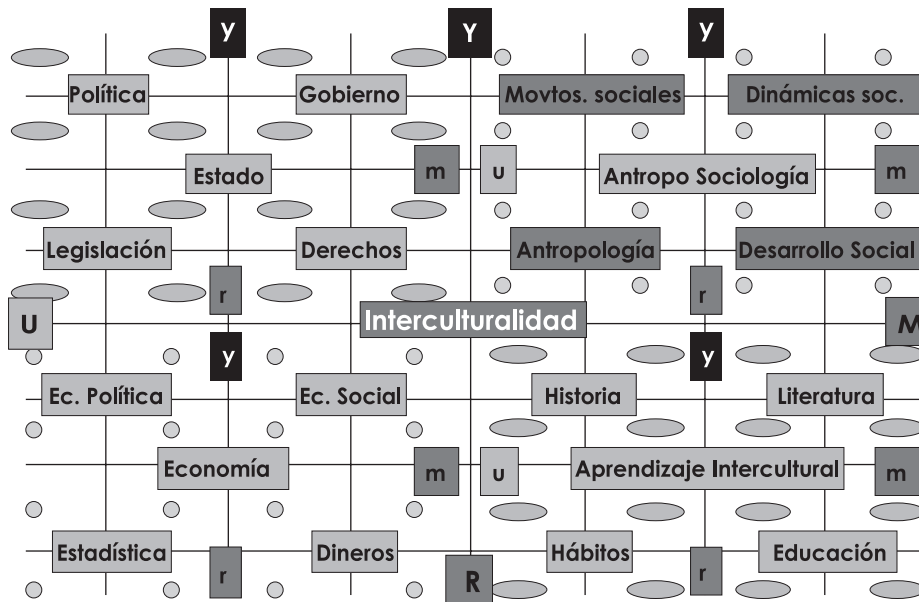 y Y y
Política Gobierno Movtos. sociales Dinámicas soc.
Estado m u Antropo Sociología m
Legislación Derechos Antropología Desarrollo Social
r r
U Interculturalidad M
y y
Ec. Política Ec. Social Historia Literatura
Economía m u Aprendizaje Intercultural m
Estadística Dineros Hábitos Educación
r R r